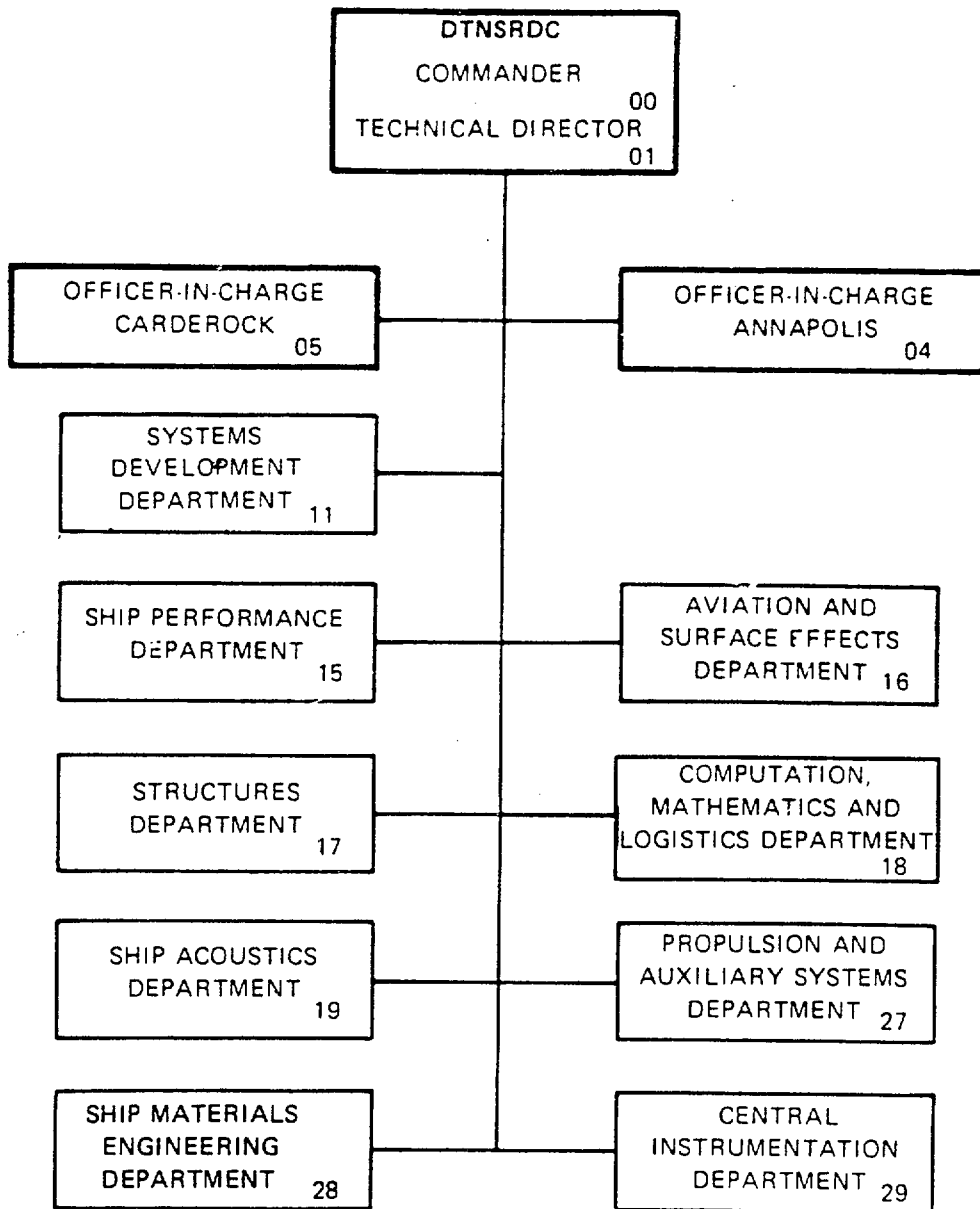 DTNSRDC
COMMANDER
00
TECHNICAL DIRECTOR
01
OFFICER-IN-CHARGE
CARDEROCK
05
OFFICER-IN-CHARGE
ANNAPOLIS
04
SYSTEMS
DEVELOPMENT
DEPARTMENT
11
SHIP PERFORMANCE
DEPARTMENT
15
AVIATION AND
SURFACE EFFECTS
DEPARTMENT
16
STRUCTURES
DEPARTMENT
17
COMPUTATION,
MATHEMATICS AND
LOGISTICS DEPARTMENT
18
SHIP ACOUSTICS
DEPARTMENT
19
PROPULSION AND
AUXILIARY SYSTEMS
DEPARTMENT
27
SHIP MATERIALS
ENGINEERING
DEPARTMENT
28
CENTRAL
INSTRUMENTATION
DEPARTMENT
29